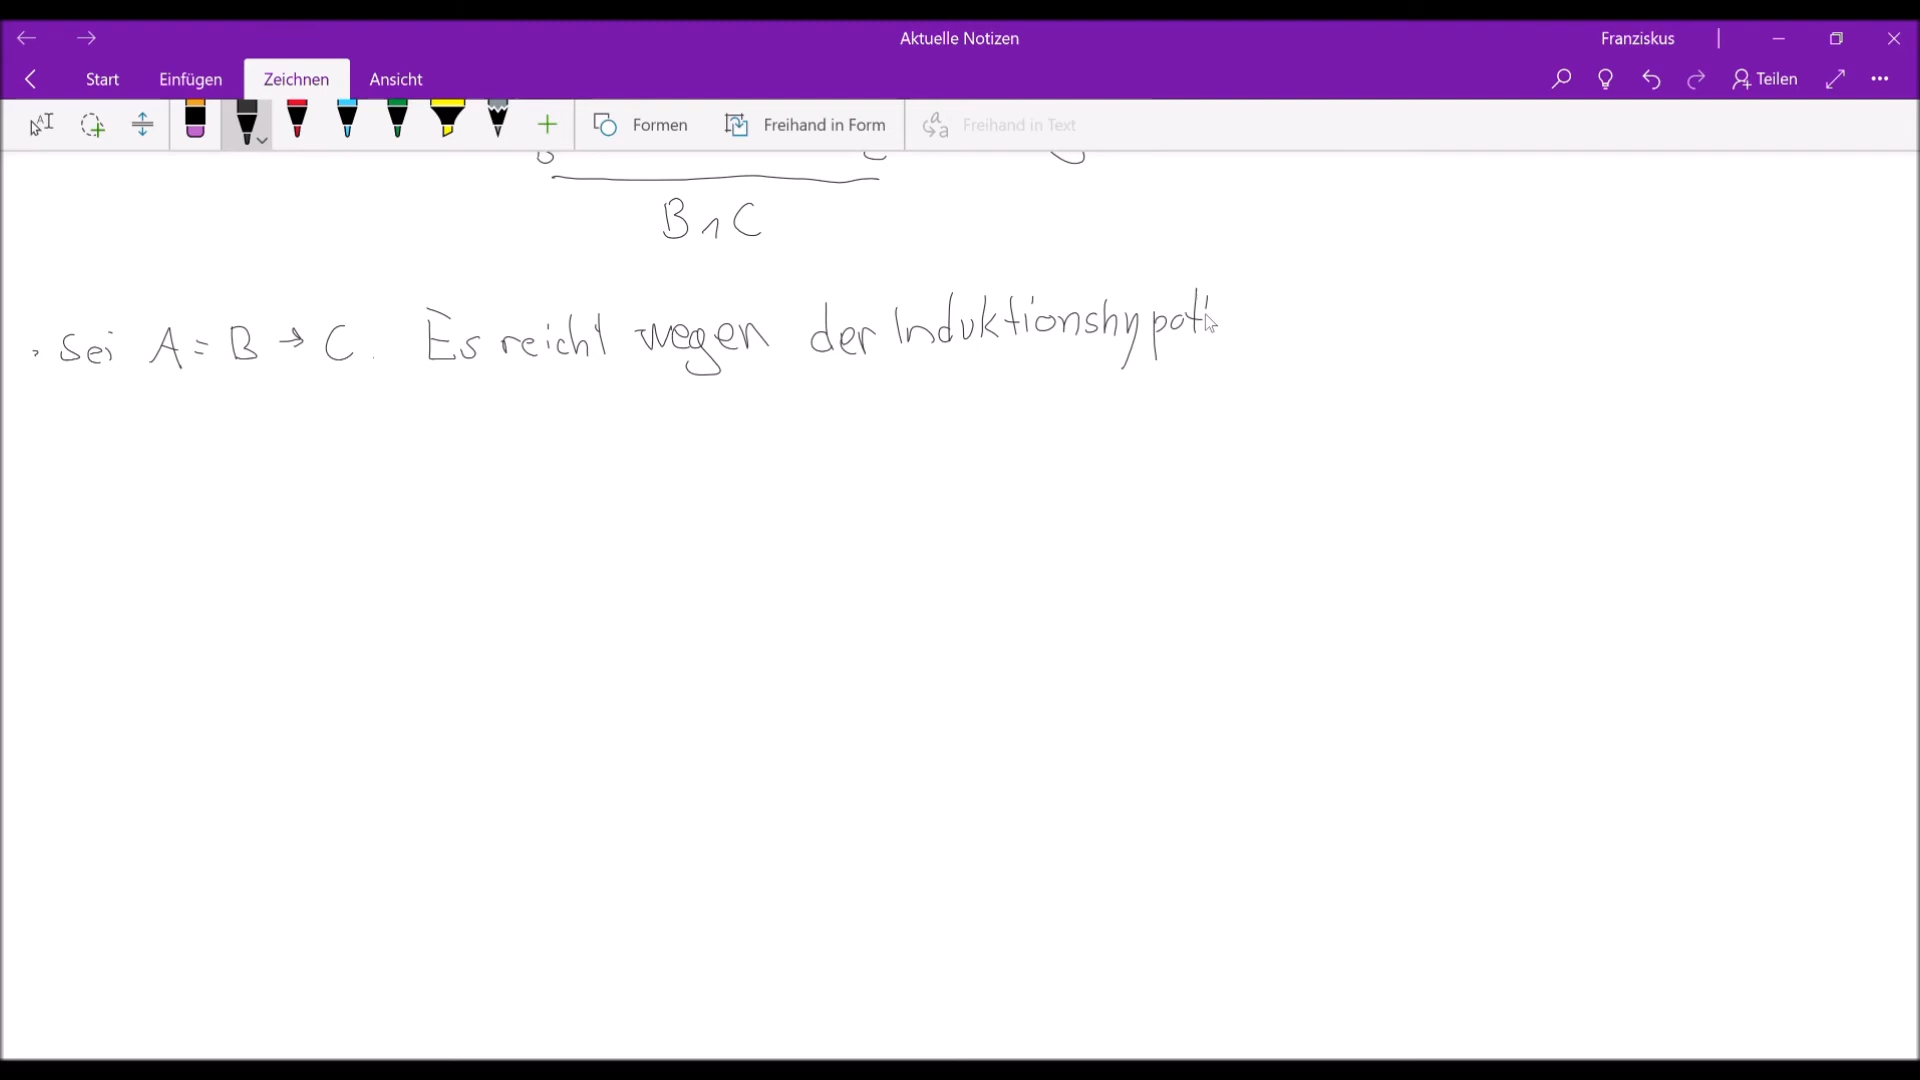 Aktuelle Notizen
Franziskus
Start Einfügen Zeichnen Ansicht
Teilen
Formen Freihand in Form Freihand in Text
B ∧ C
Sei A = B → C. Es reicht wegen der Induktionshypoth